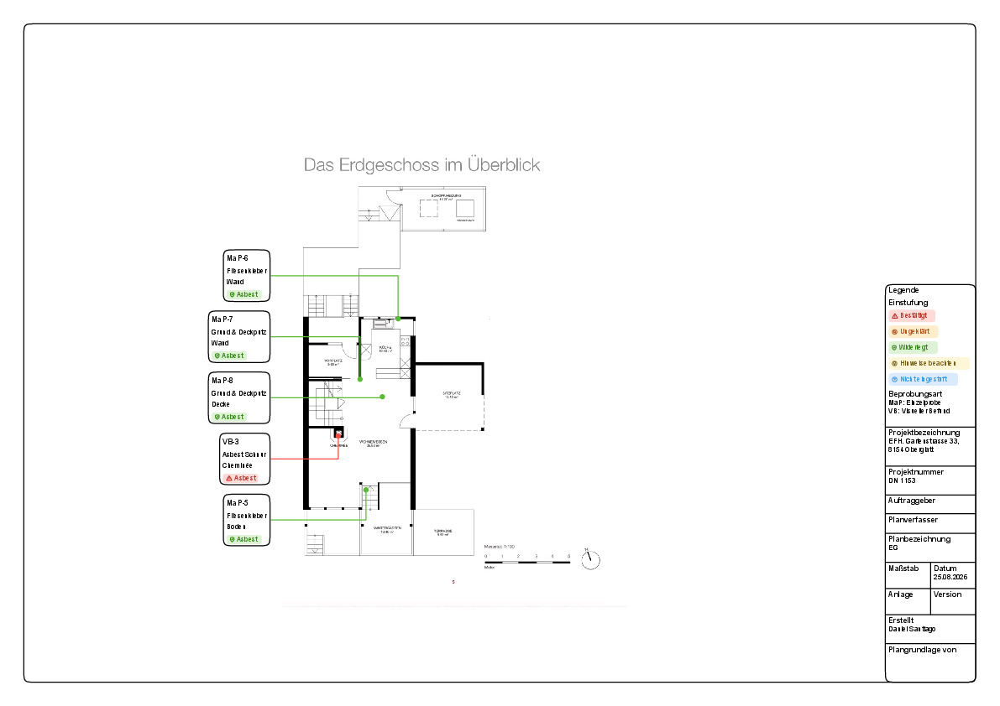 Das Erdgeschoss im Überblick
MaP-6
Fliesenkleber
Wand
Asbest
MaP-7
Grund & Deckputz
Wand
Asbest
MaP-8
Grund & Deckputz
Decke
Asbest
VB-3
Asbest Schnur
Cheminée
Asbest
MaP-5
Fliesenkleber
Boden
Asbest
KÜCHE
VORPLATZ
SITZPLATZ
CHEMINÉE
WOHNEN/ESSEN
WINTERGARTEN
TERRASSE
Massstab 1:100
0 1 2 3 4 5
Meter
N
s
Legende
Einstufung
Bestätigt
Ungeklärt
Widerlegt
Hinweise beachten
Nicht eingestuft
Beprobungsart
MaP: Einzelprobe
VB: Visueller Befund
Projektbezeichnung
EFH. Gartenstrasse 33,
8154 Oberglatt
Projektnummer
DN 1153
Auftraggeber
Planverfasser
Planbezeichnung
EG
Maßstab
Datum
25.08.2026
Anlage
Version
Erstellt
Daniel Santiago
Plangrundlage von